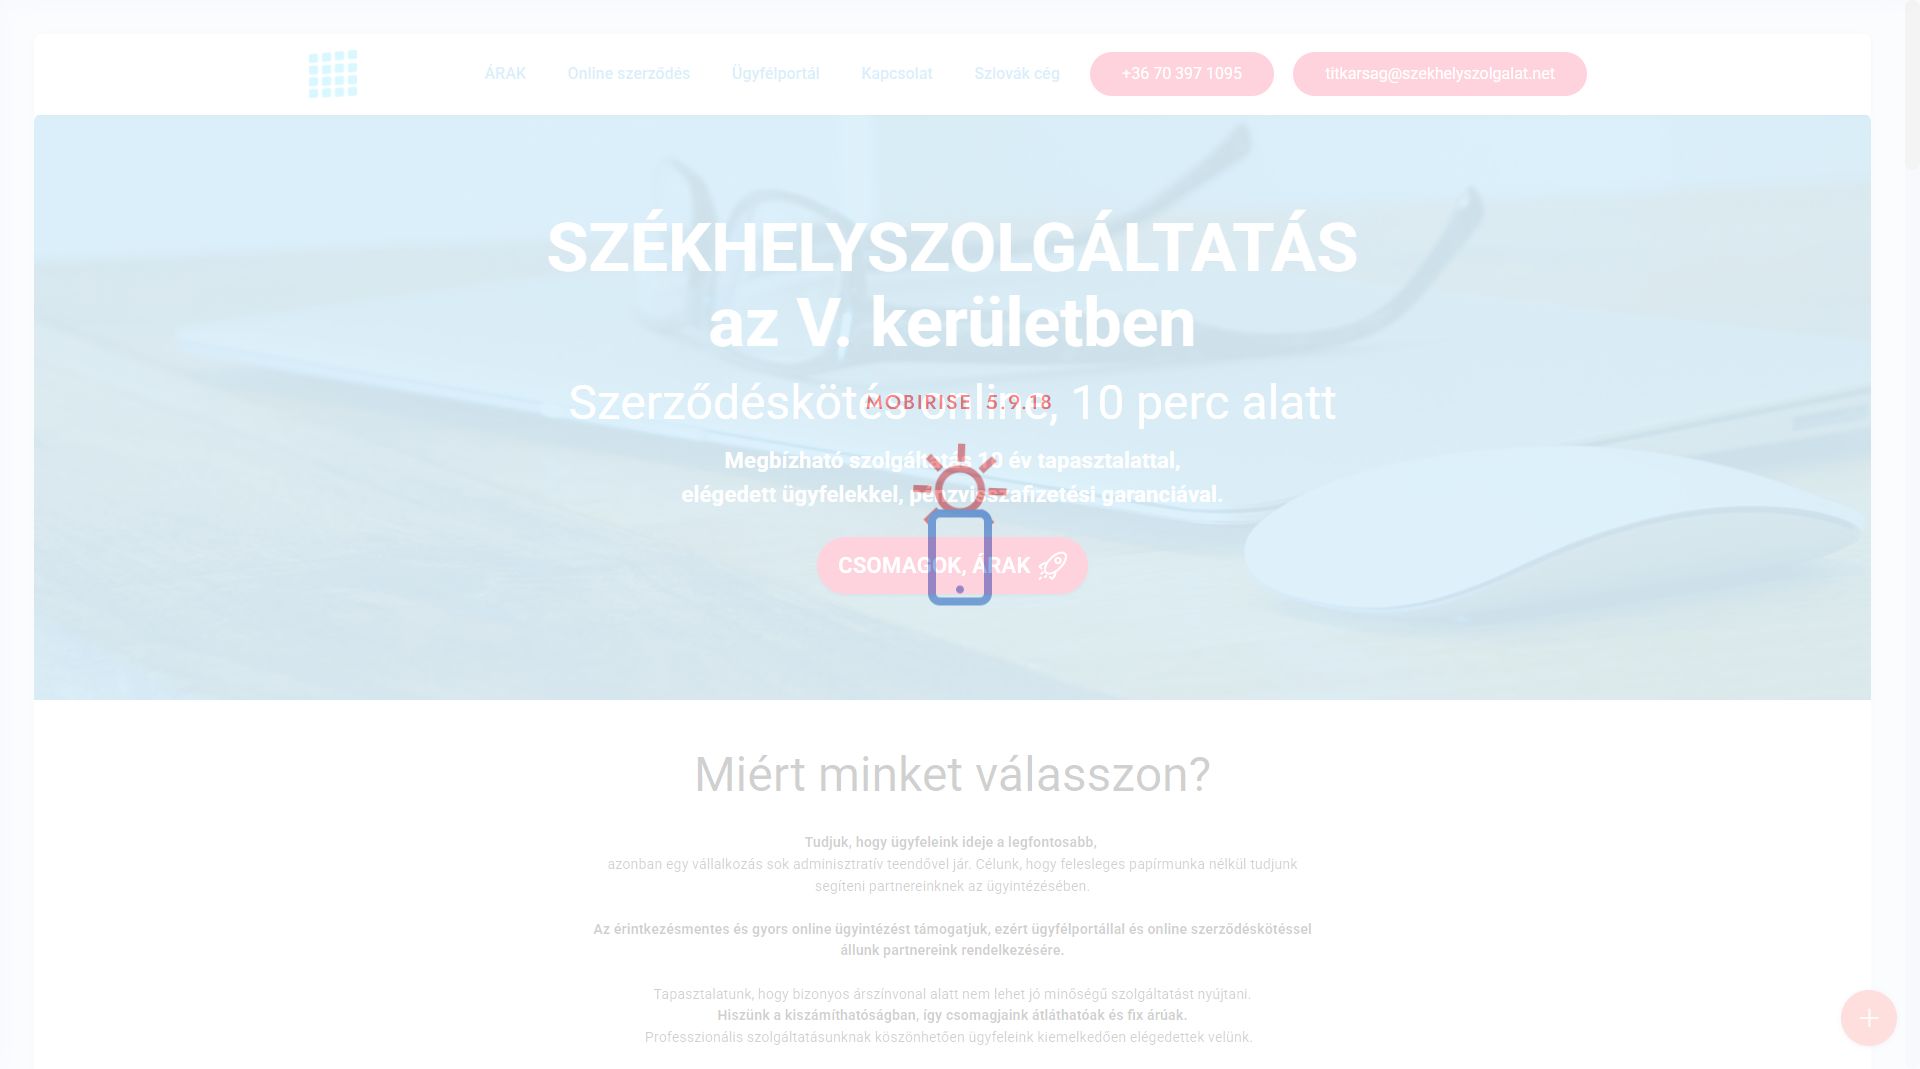 ÁRAK
Online szerződés
Ügyfélportál
Kapcsolat
Szlovák cég
+36 70 397 1095
titkarsag@szekhelyszolgalat.net
SZÉKHELYSZOLGÁLTATÁS
az V. kerületben
Szerződéskötés online, 10 perc alatt
MOBIRISE 5.9.18
Megbízható szolgáltatás 10 év tapasztalattal,
elégedett ügyfelekkel, pénzvisszafizetési garanciával.
CSOMAGOK, ÁRAK
Miért minket válasszon?
Tudjuk, hogy ügyfeleink ideje a legfontosabb,
azonban egy vállalkozás sok adminisztratív teendővel jár. Célunk, hogy felesleges papírmunka nélkül tudjunk
segíteni partnereinknek az ügyintézésében.
Az érintkezésmentes és gyors online ügyintézést támogatjuk, ezért ügyfélportállal és online szerződéskötéssel
állunk partnereink rendelkezésére.
Tapasztalatunk, hogy bizonyos árszínvonal alatt nem lehet jó minőségű szolgáltatást nyújtani.
Hiszünk a kiszámíthatóságban, így csomagjaink átláthatóak és fix árúak.
Professzionális szolgáltatásunknak köszönhetően ügyfeleink kiemelkedően elégedettek velünk.